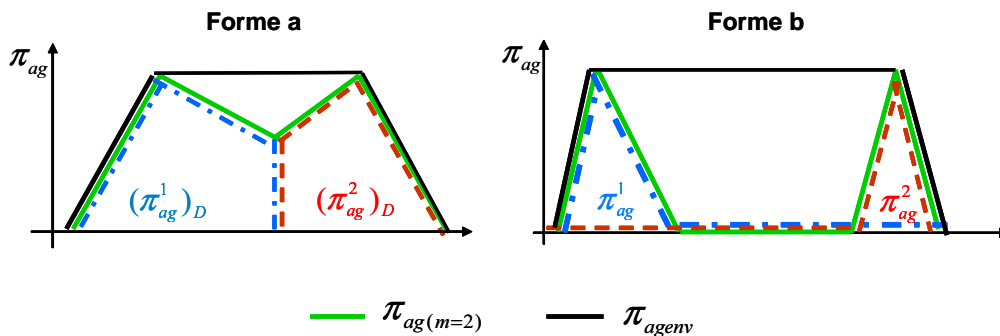 Forme a
Forme b
π_ag
π_ag
(π_ag^1)_D
(π_ag^2)_D
π_ag^1
π_ag^2
π_ag(m=2)
π_agenv